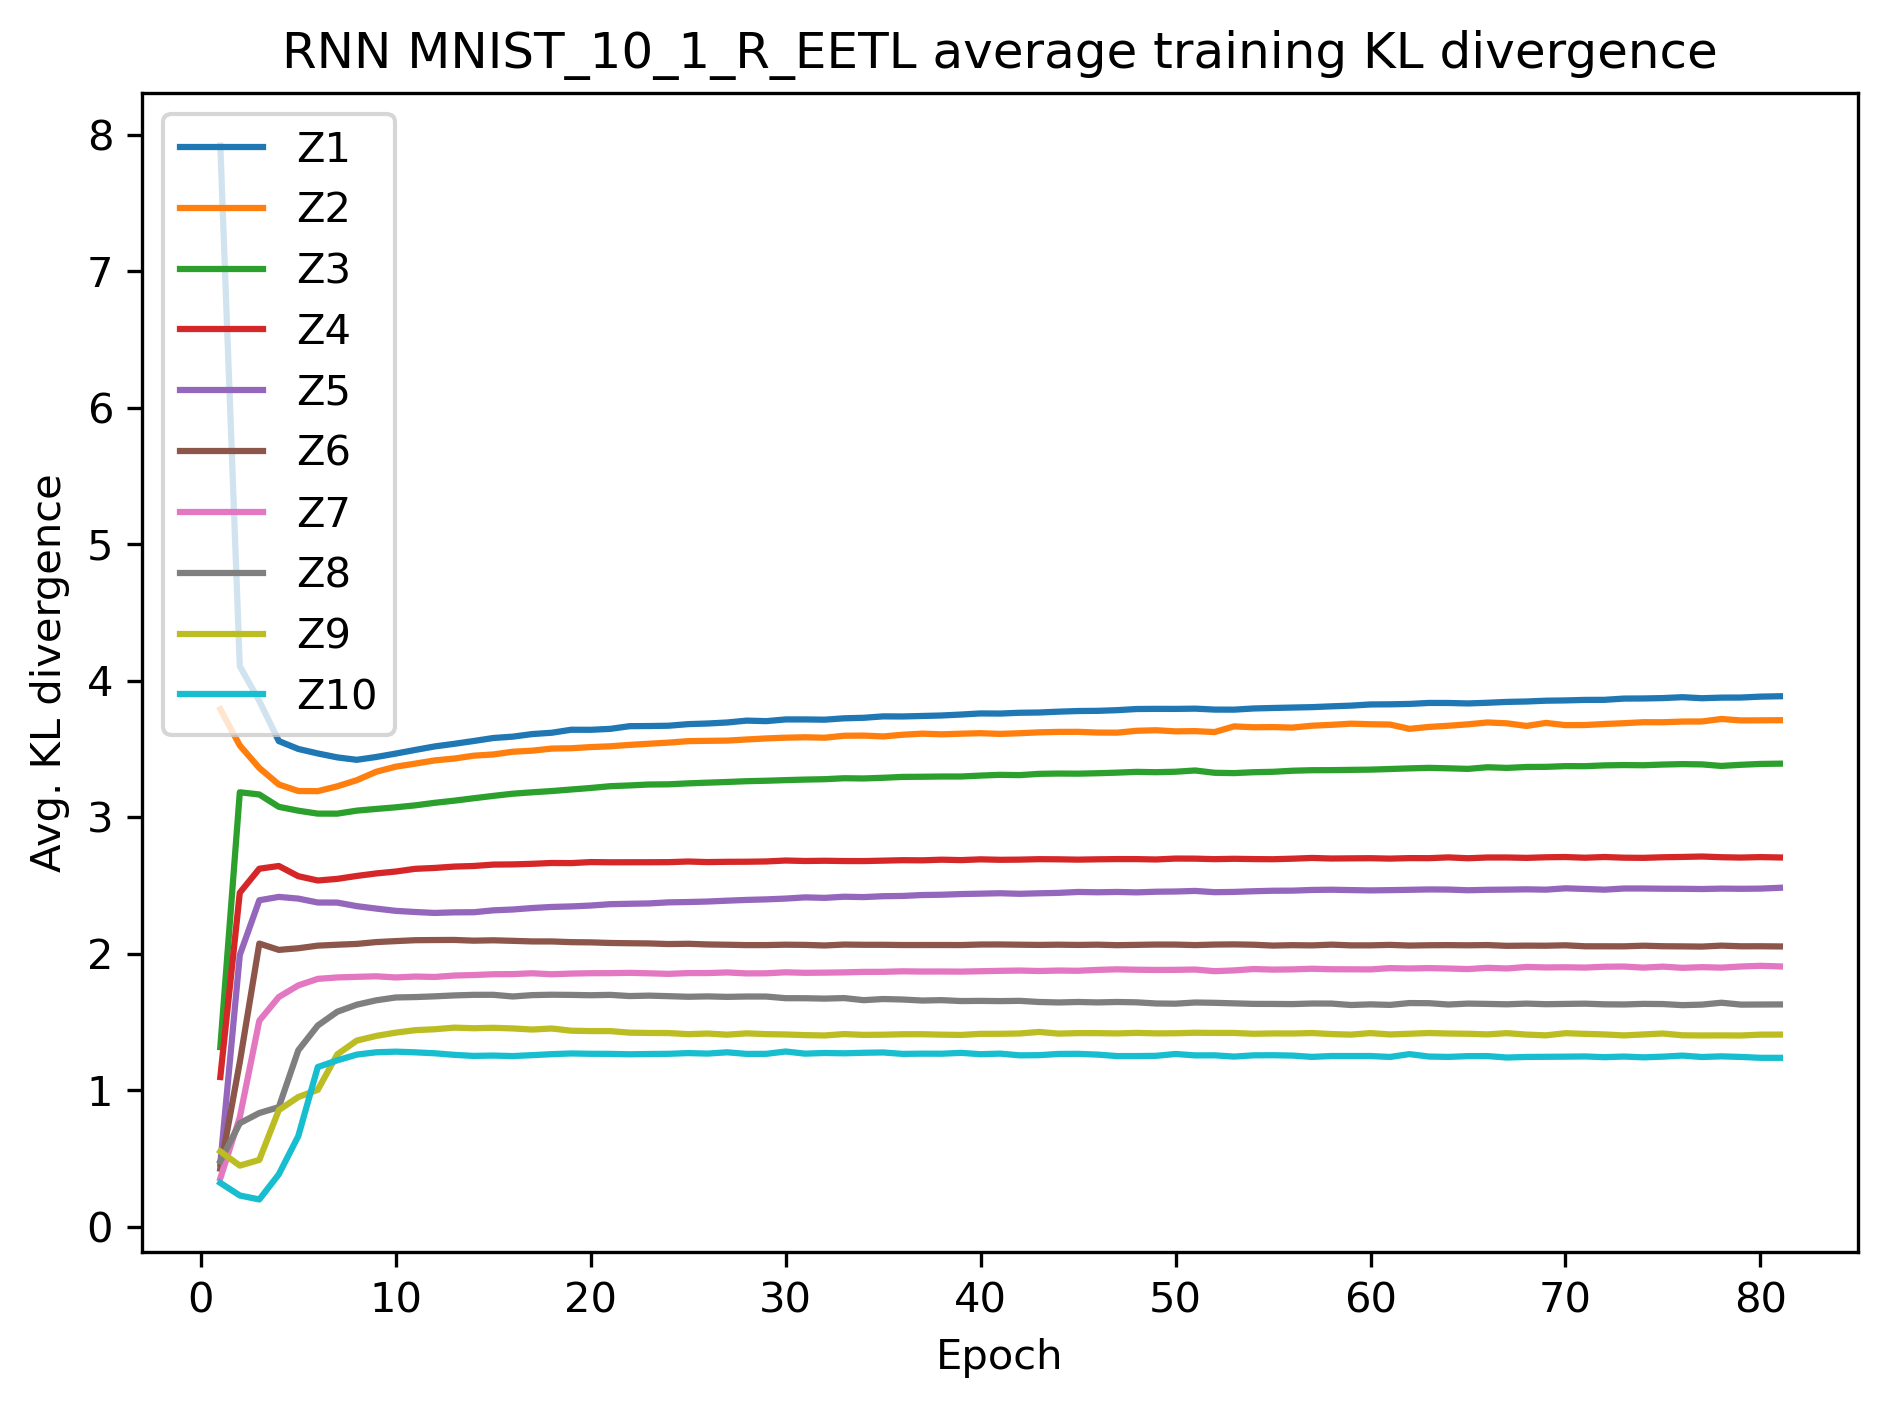 RNN MNIST_10_1_R_EETL average training KL divergence
Avg. KL divergence
8
7
6
5
4
3
2
1
0
Z1
Z2
Z3
Z4
Z5
Z6
Z7
Z8
Z9
Z10
0 10 20 30 40 50 60 70 80
Epoch